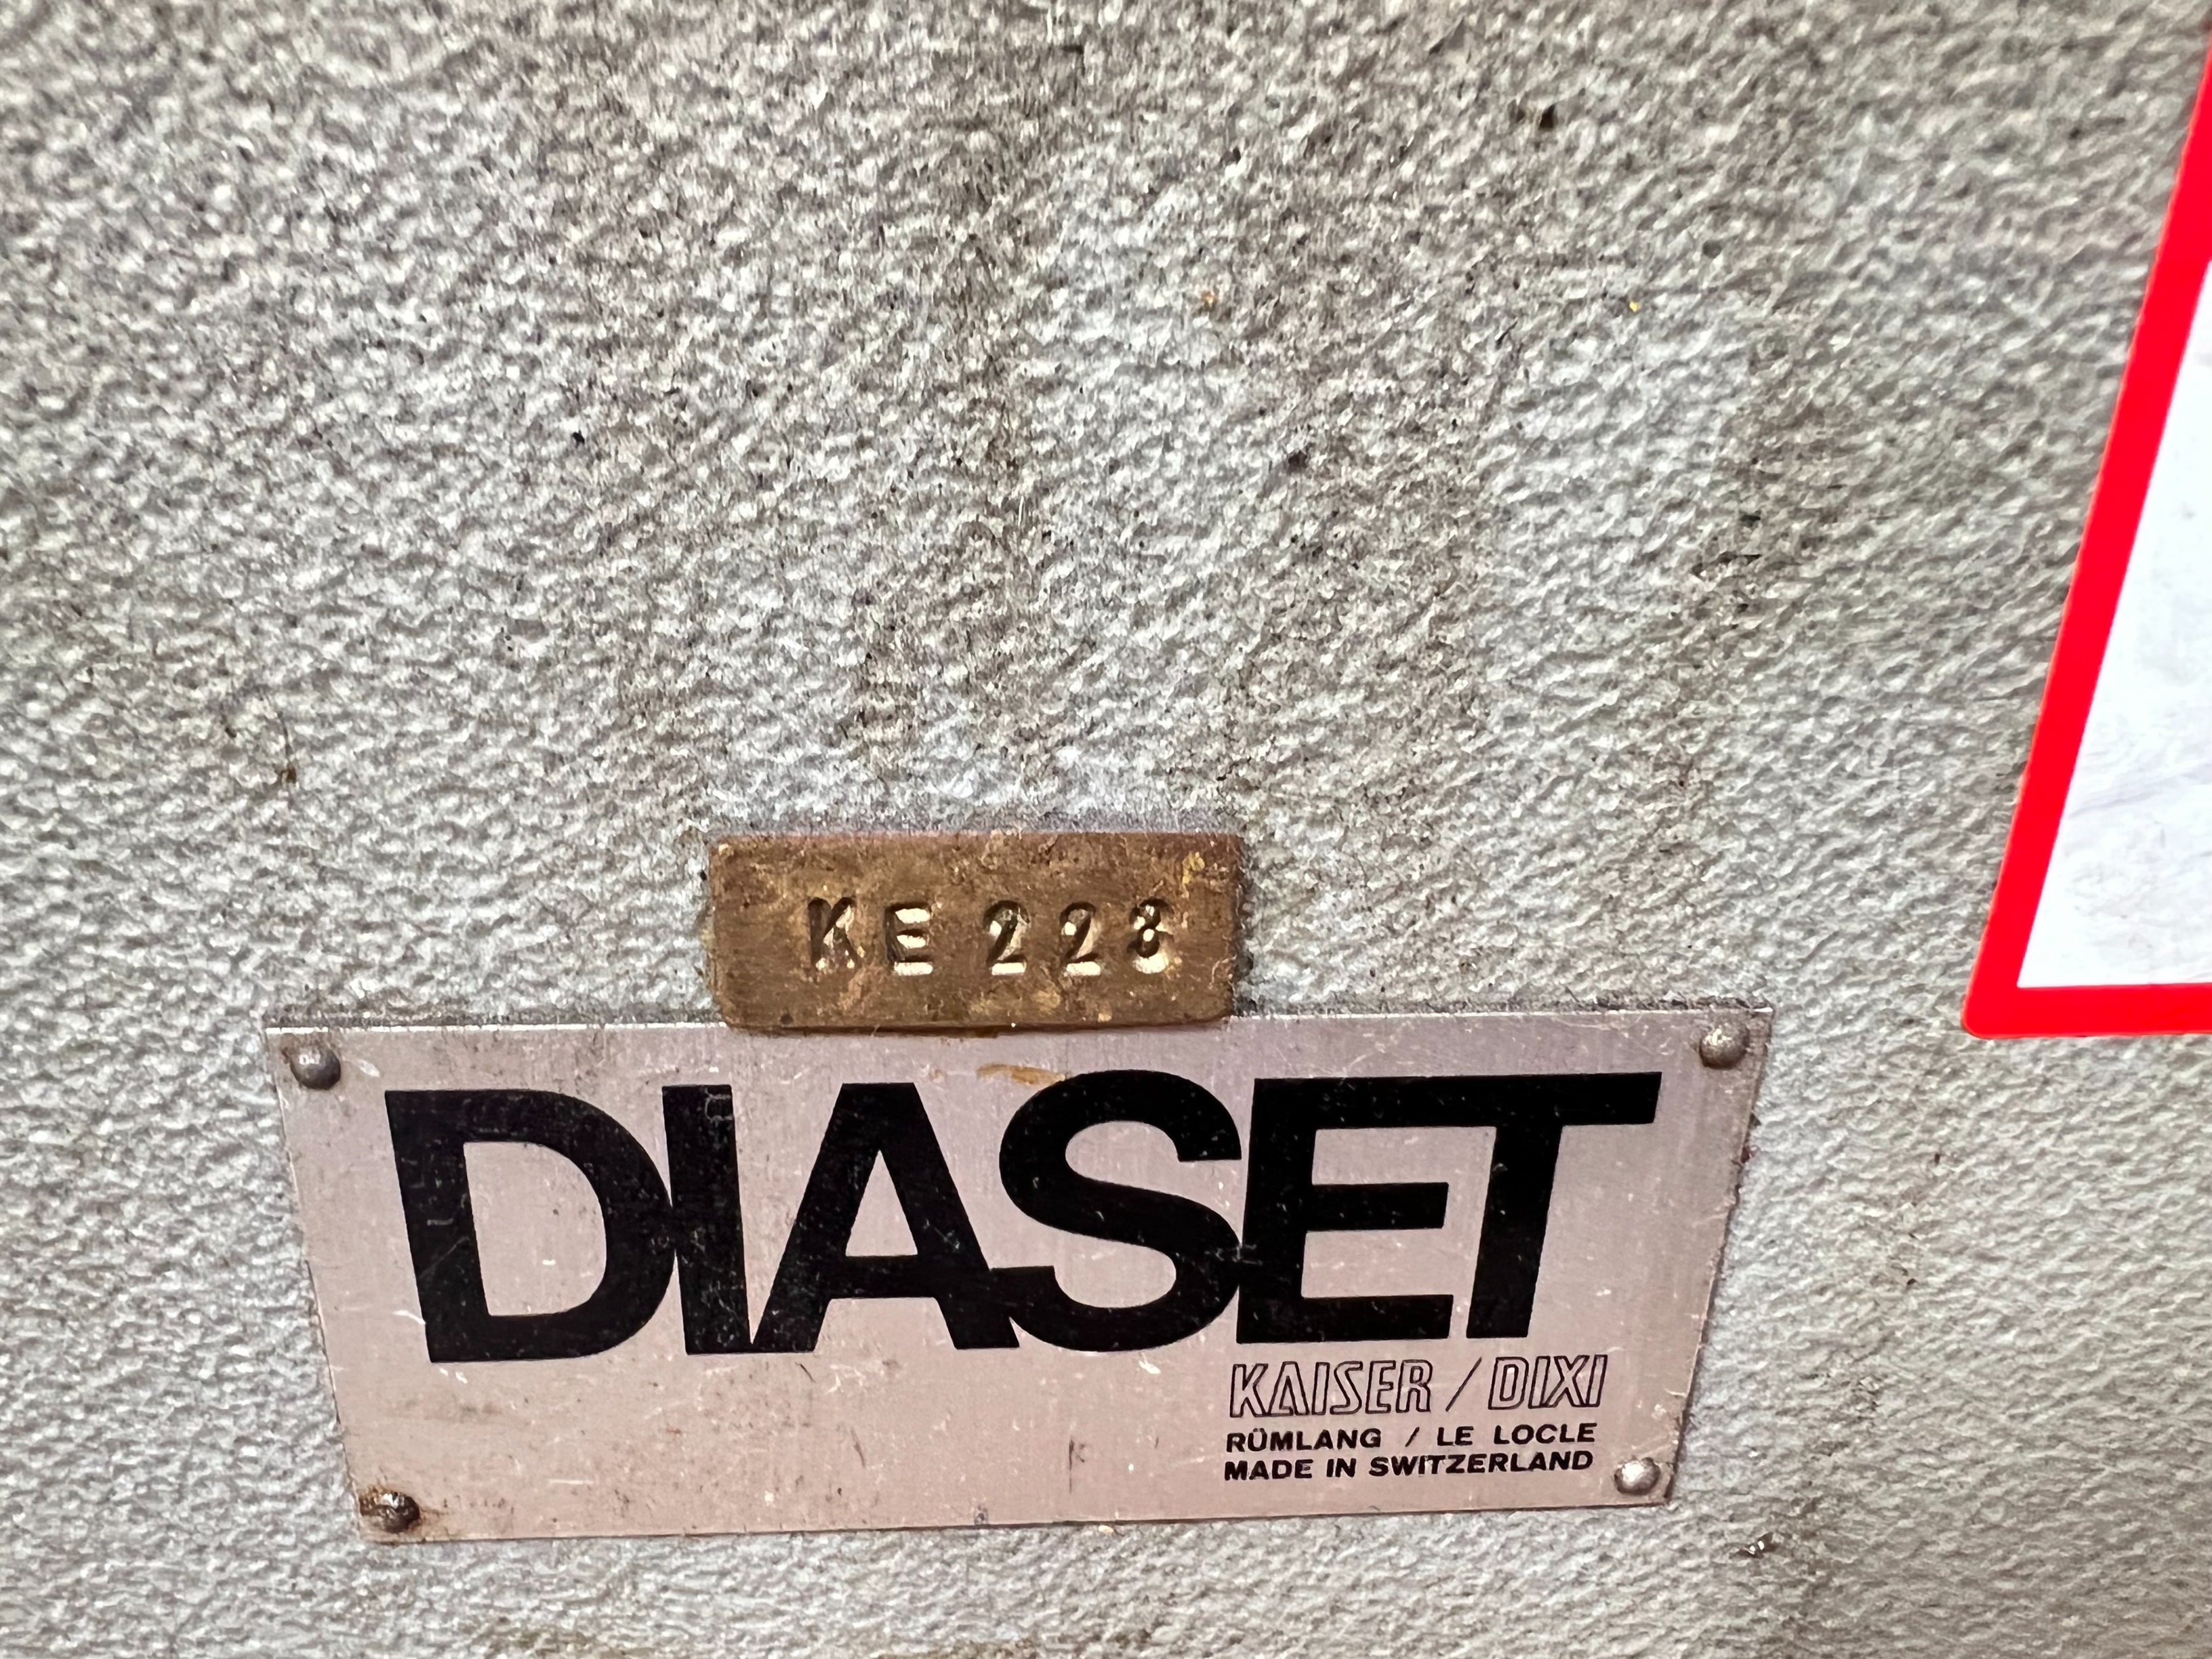 KE 228
DIASET
KAISER / DIXI
RÜMLANG / LE LOCLE
MADE IN SWITZERLAND